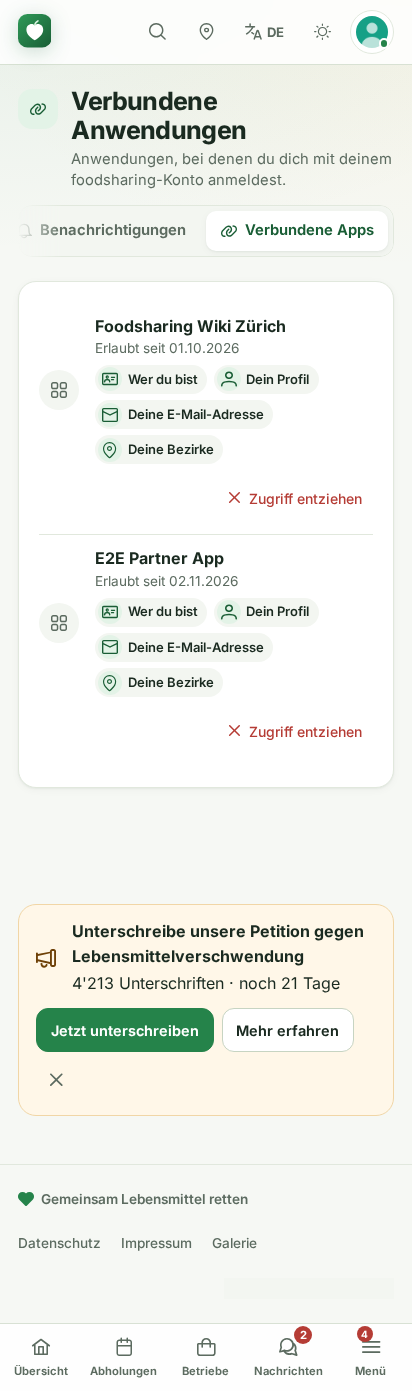 DE
Verbundene
Anwendungen
Anwendungen, bei denen du dich mit deinem
foodsharing-Konto anmeldest.
Benachrichtigungen
Verbundene Apps
Foodsharing Wiki Zürich
Erlaubt seit 01.10.2026
Wer du bist
Dein Profil
Deine E-Mail-Adresse
Deine Bezirke
Zugriff entziehen
E2E Partner App
Erlaubt seit 02.11.2026
Wer du bist
Dein Profil
Deine E-Mail-Adresse
Deine Bezirke
Zugriff entziehen
Unterschreibe unsere Petition gegen
Lebensmittelverschwendung
4'213 Unterschriften · noch 21 Tage
Jetzt unterschreiben
Mehr erfahren
Gemeinsam Lebensmittel retten
Datenschutz
Impressum
Galerie
2
4
Übersicht
Abholungen
Betriebe
Nachrichten
Menü